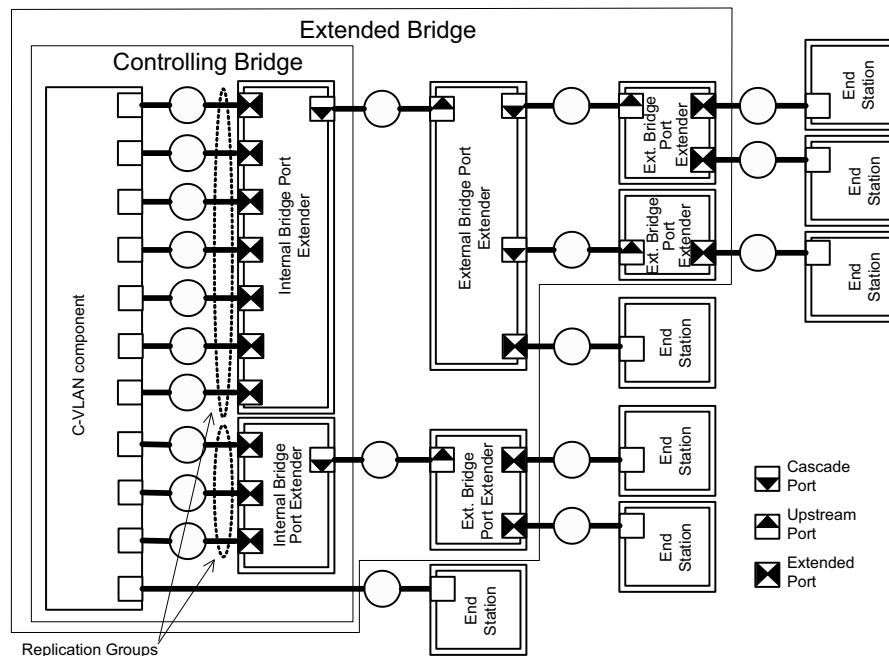 Extended Bridge
Controlling Bridge
C-VLAN component
Internal Bridge Port
Extender
External Bridge Port
Extender
Ext. Bridge
Port
Extender
Ext. Bridge
Port
Extender
End
Station
End
Station
End
Station
End
Station
Internal Bridge
Port Extender
Ext. Bridge
Port Extender
End
Station
End
Station
End
Station
Cascade
Port
Upstream
Port
Extended
Port
Replication Groups